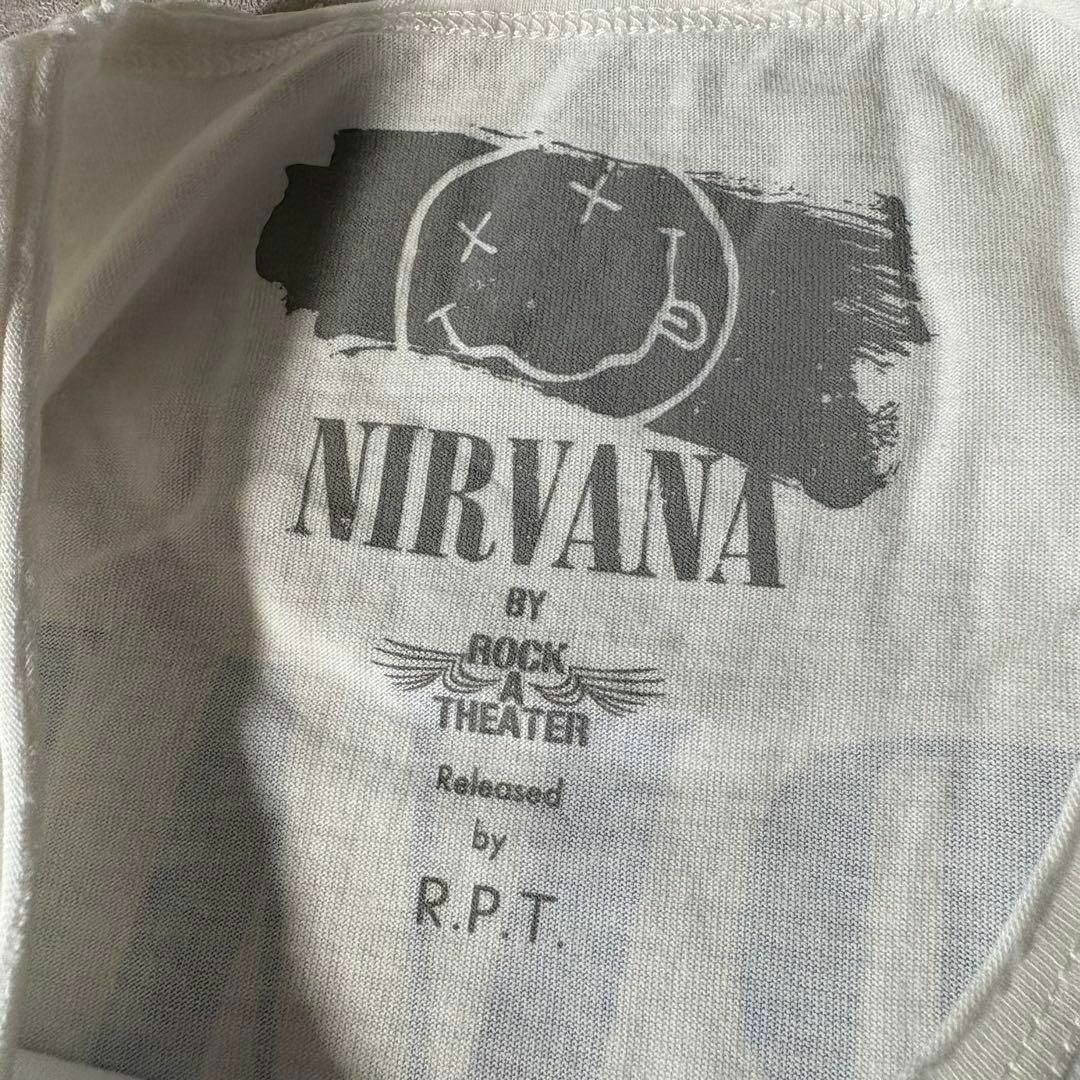 NIRVANA
BY
ROCK
A
THEATER
Released
by
R.P.T.